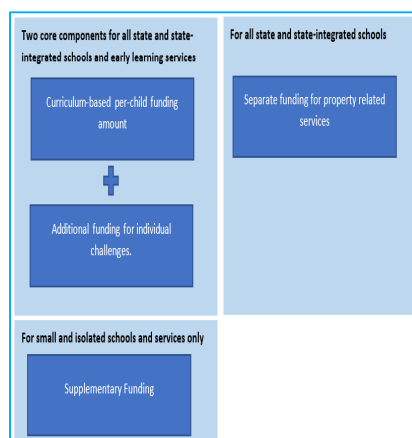 Two core components for all state and state-
integrated schools and early learning services
Curriculum-based per-child funding
amount
Additional funding for individual
challenges.
For all state and state-integrated schools
Separate funding for property related
services
For small and isolated schools and services only
Supplementary Funding